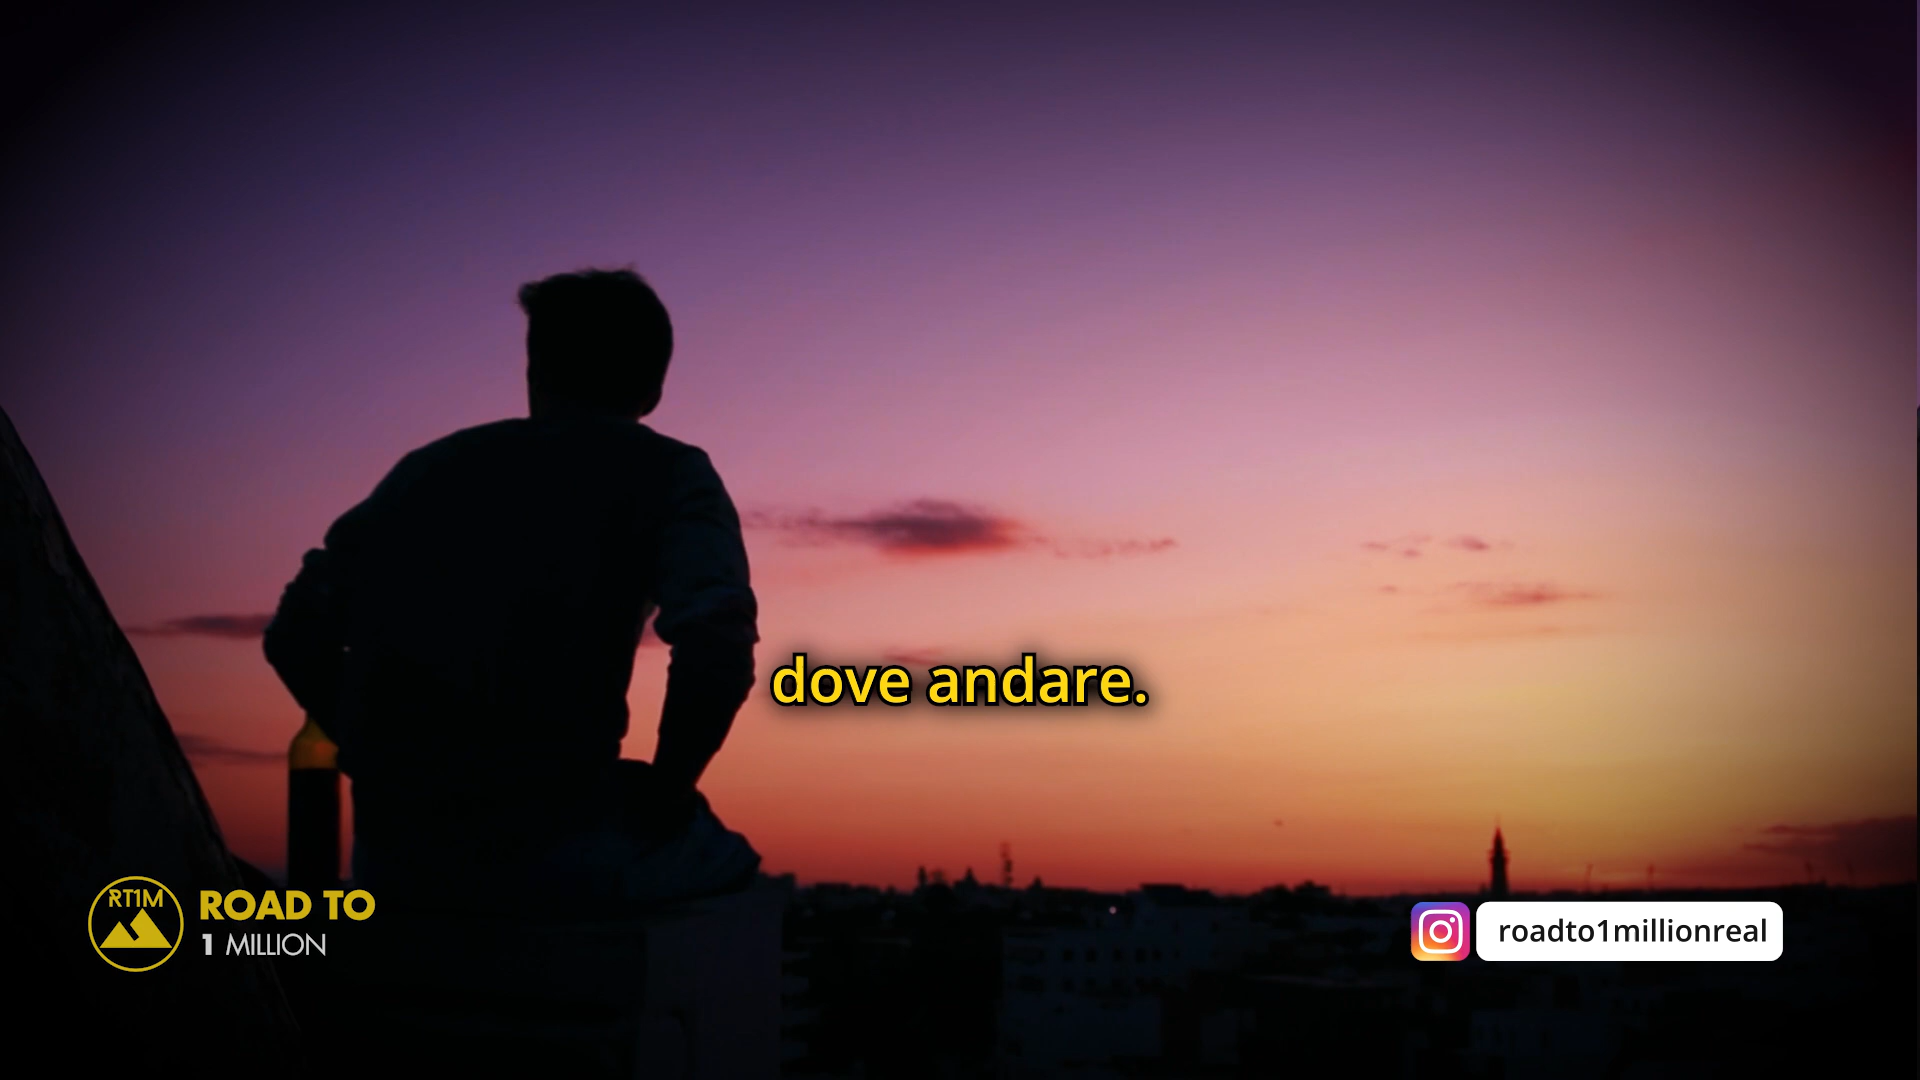 dove andare.
RT1M
ROAD TO
1 MILLION
roadto1millionreal